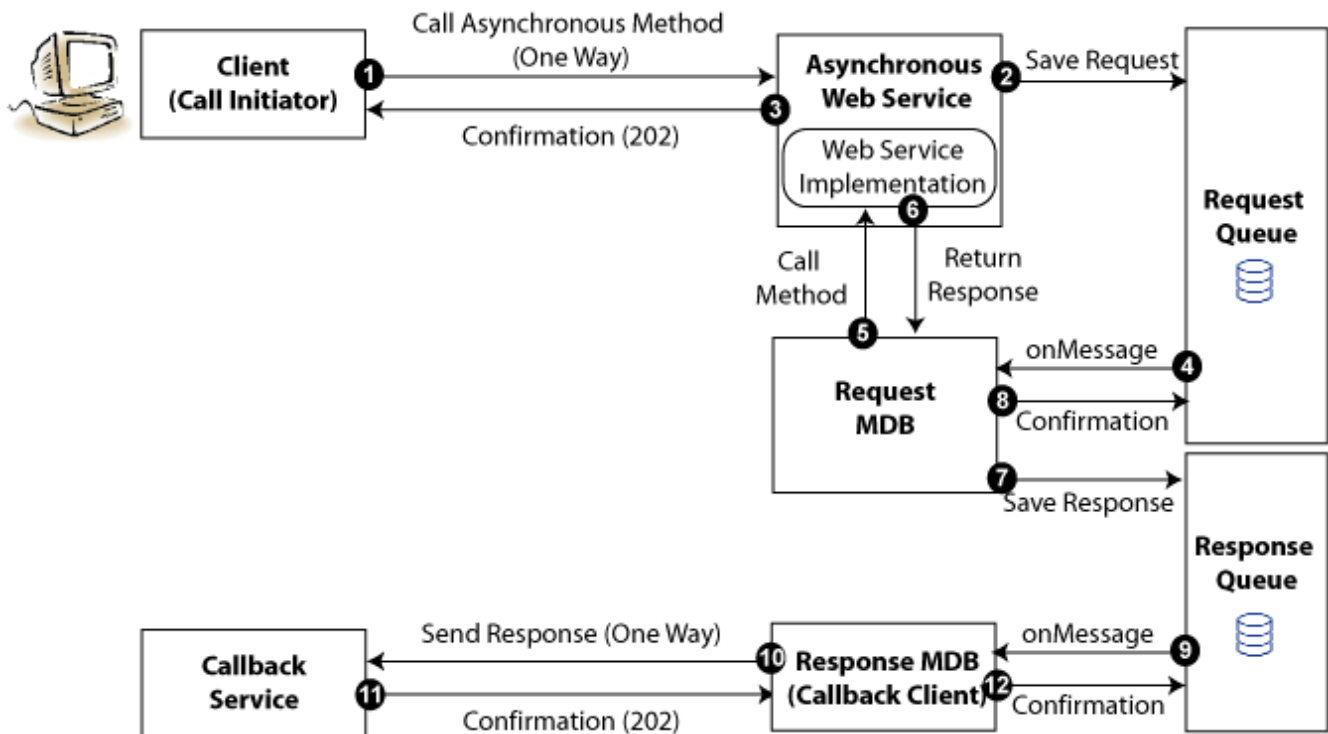 Call Asynchronous Method
(One Way)
Client
(Call Initiator)
1
3
Confirmation (202)
Asynchronous
Web Service
Web Service
Implementation
2
Save Request
6
Request
Queue
Call
Method
Return
Response
5
onMessage
4
Request
MDB
8
Confirmation
7
Save Response
Response
Queue
Send Response (One Way)
10
onMessage
9
Callback
Service
11
Response MDB
(Callback Client)
12
Confirmation (202)
Confirmation